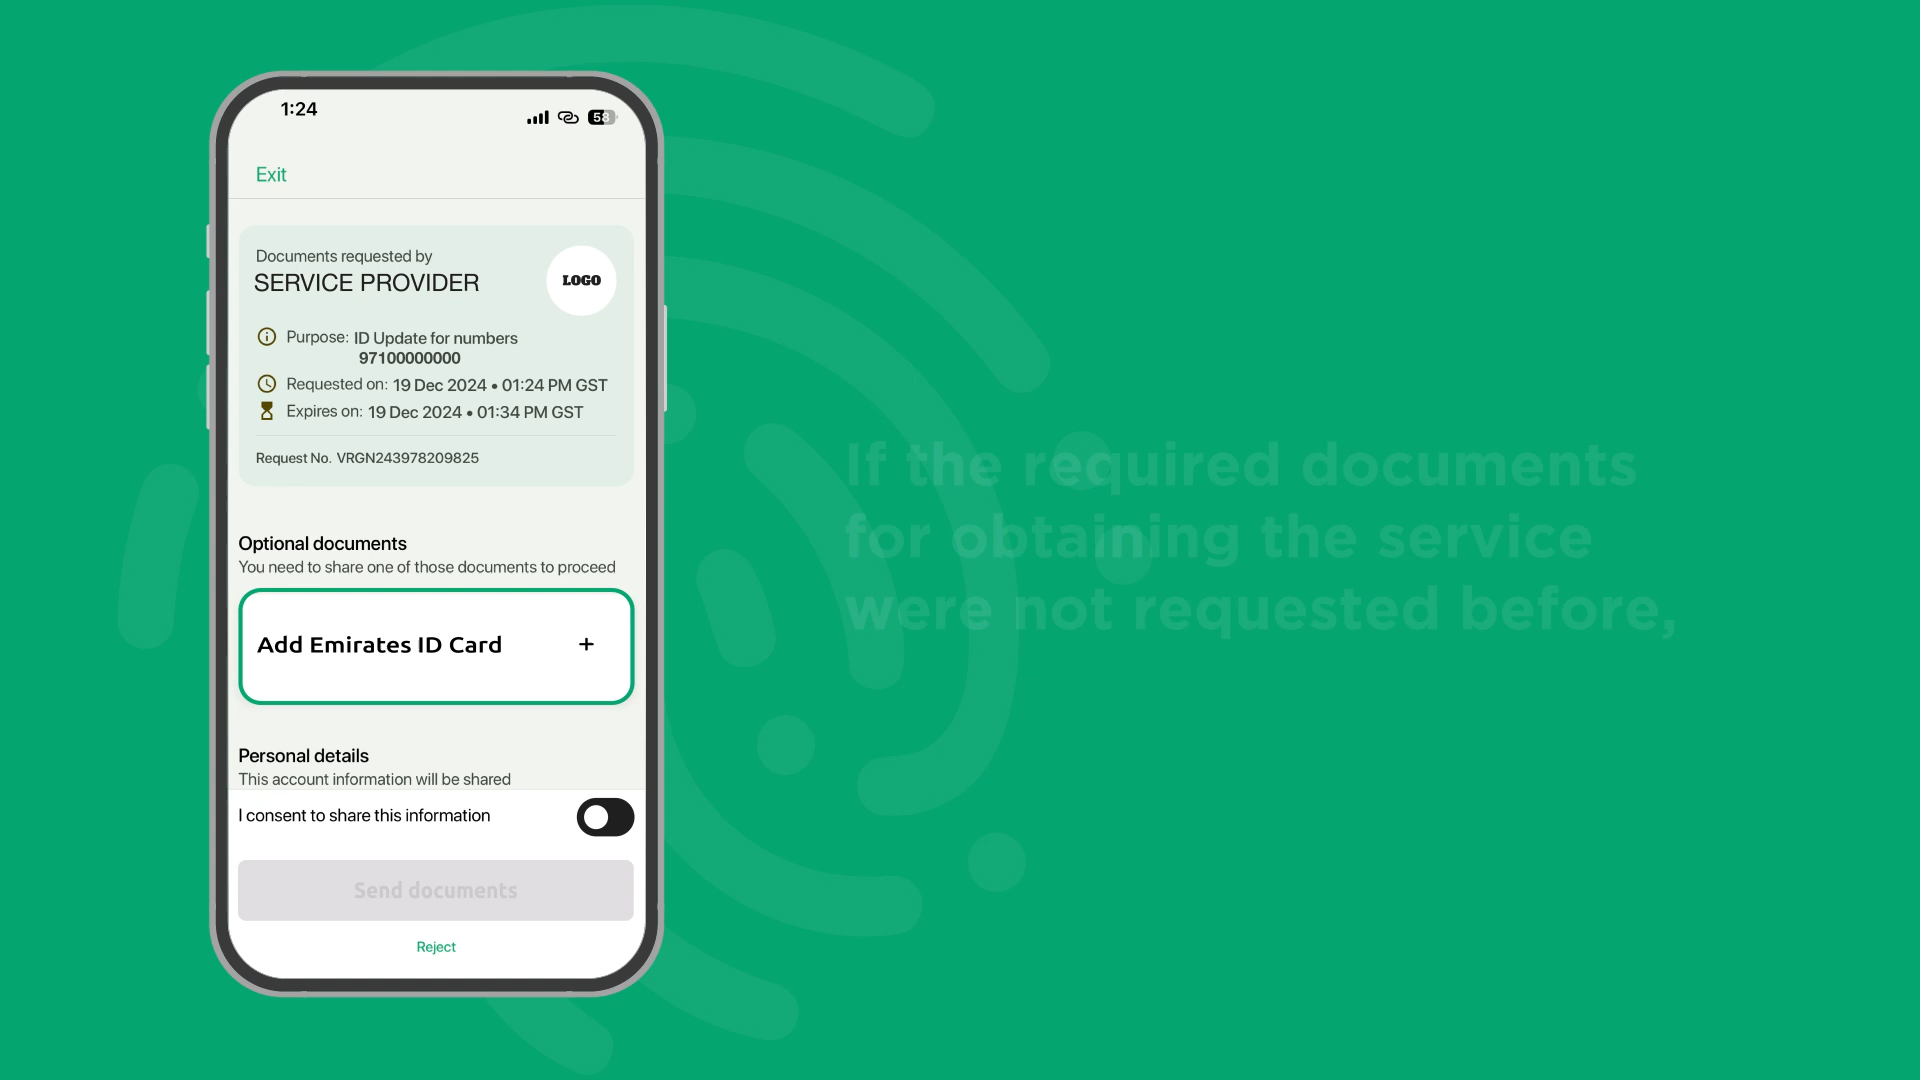 1:24
58
Exit
Documents requested by
SERVICE PROVIDER
LOGO
Purpose: ID Update for numbers
97100000000
Requested on: 19 Dec 2024 • 01:24 PM GST
Expires on: 19 Dec 2024 • 01:34 PM GST
Request No. VRGN243978209825
Optional documents
You need to share one of those documents to proceed
Add Emirates ID Card +
Personal details
This account information will be shared
I consent to share this information
Send documents
Reject
If the required documents
for obtaining the service
were not requested before,